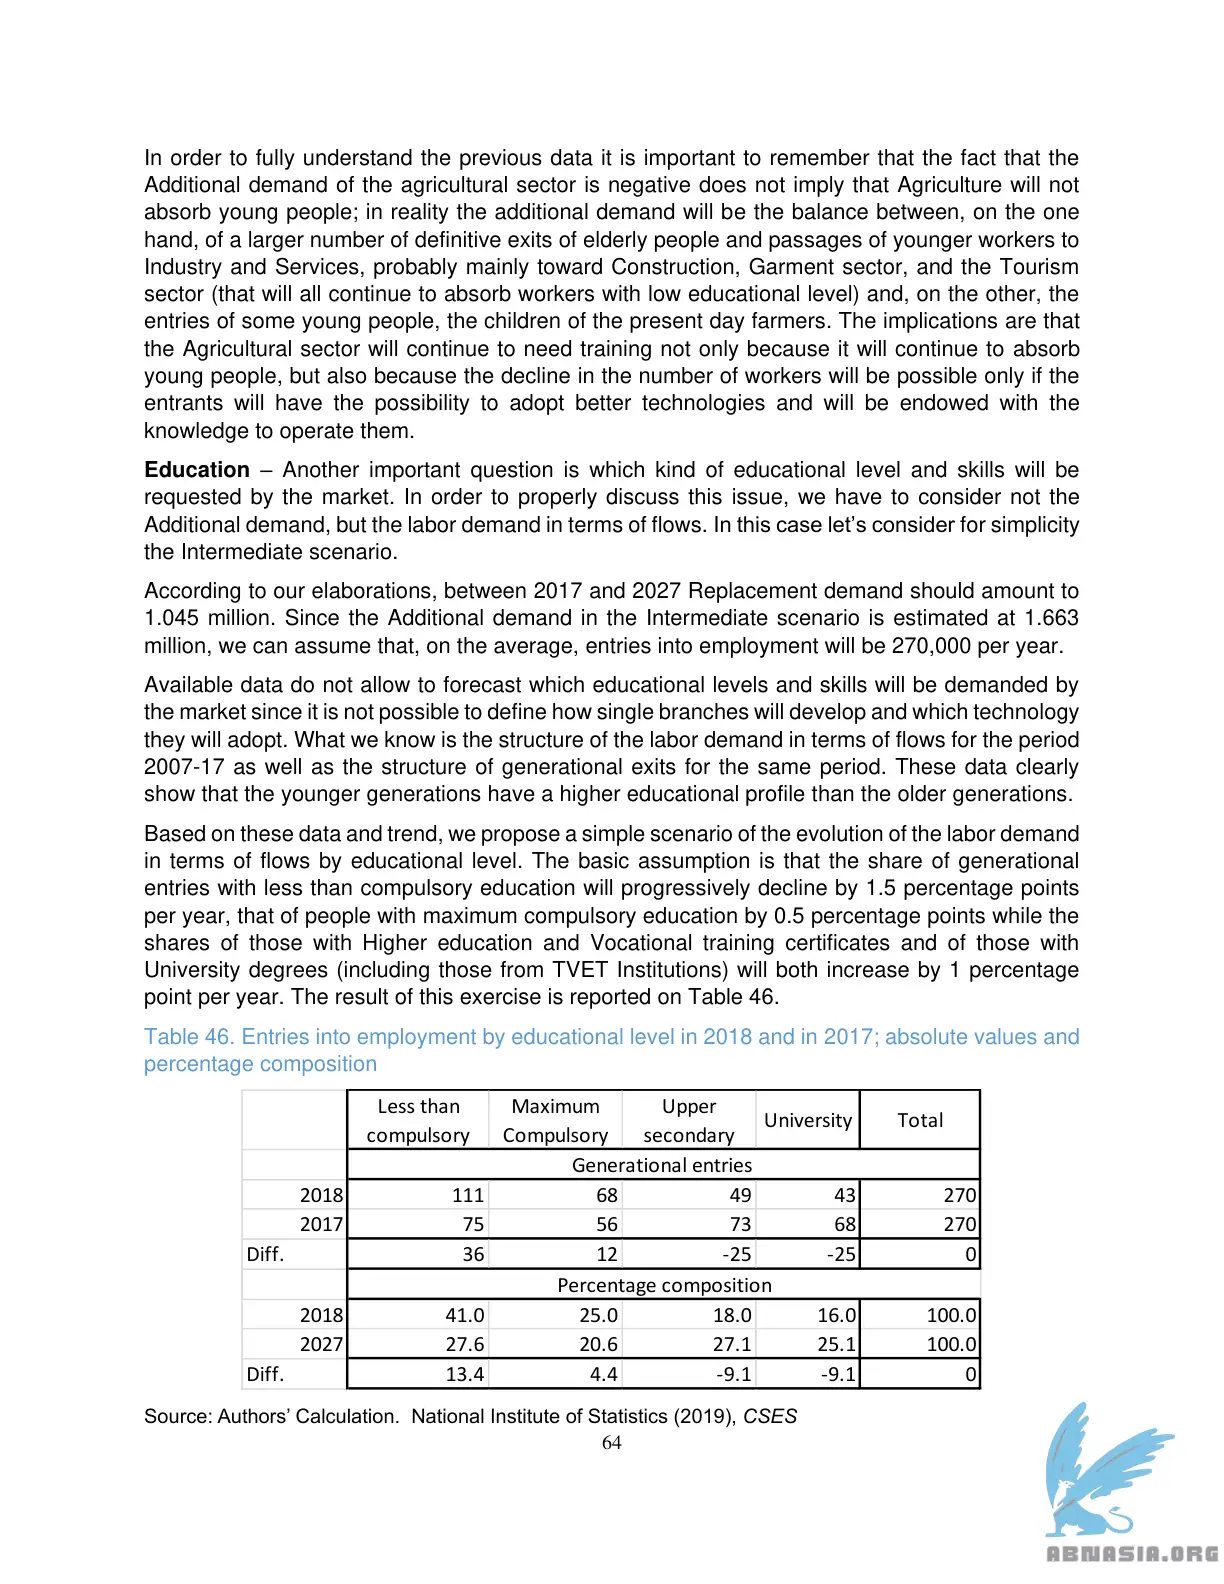 In order to fully understand the previous data it is important to remember that the fact that the
Additional demand of the agricultural sector is negative does not imply that Agriculture will not
absorb young people; in reality the additional demand will be the balance between, on the one
hand, of a larger number of definitive exits of elderly people and passages of younger workers to
Industry and Services, probably mainly toward Construction, Garment sector, and the Tourism
sector (that will all continue to absorb workers with low educational level) and, on the other, the
entries of some young people, the children of the present day farmers. The implications are that
the Agricultural sector will continue to need training not only because it will continue to absorb
young people, but also because the decline in the number of workers will be possible only if the
entrants will have the possibility to adopt better technologies and will be endowed with the
knowledge to operate them.
Education – Another important question is which kind of educational level and skills will be
requested by the market. In order to properly discuss this issue, we have to consider not the
Additional demand, but the labor demand in terms of flows. In this case let’s consider for simplicity
the Intermediate scenario.
According to our elaborations, between 2017 and 2027 Replacement demand should amount to
1.045 million. Since the Additional demand in the Intermediate scenario is estimated at 1.663
million, we can assume that, on the average, entries into employment will be 270,000 per year.
Available data do not allow to forecast which educational levels and skills will be demanded by
the market since it is not possible to define how single branches will develop and which technology
they will adopt. What we know is the structure of the labor demand in terms of flows for the period
2007-17 as well as the structure of generational exits for the same period. These data clearly
show that the younger generations have a higher educational profile than the older generations.
Based on these data and trend, we propose a simple scenario of the evolution of the labor demand
in terms of flows by educational level. The basic assumption is that the share of generational
entries with less than compulsory education will progressively decline by 1.5 percentage points
per year, that of people with maximum compulsory education by 0.5 percentage points while the
shares of those with Higher education and Vocational training certificates and of those with
University degrees (including those from TVET Institutions) will both increase by 1 percentage
point per year. The result of this exercise is reported on Table 46.
Table 46. Entries into employment by educational level in 2018 and in 2017; absolute values and
percentage composition
Less than compulsory Maximum Compulsory Upper secondary University Total
Generational entries
2018 111 68 49 43 270
2017 75 56 73 68 270
Diff. 36 12 -25 -25 0
Percentage composition
2018 41.0 25.0 18.0 16.0 100.0
2027 27.6 20.6 27.1 25.1 100.0
Diff. 13.4 4.4 -9.1 -9.1 0
Source: Authors’ Calculation. National Institute of Statistics (2019), CSES
64
ABNASIA.ORG